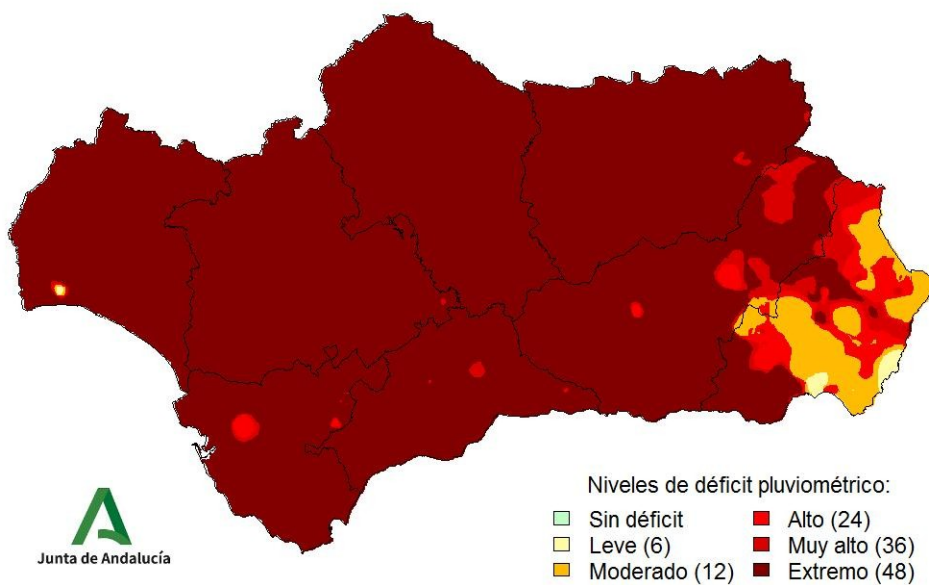 Niveles de déficit pluviométrico:
Sin déficit
Leve (6)
Moderado (12)
Alto (24)
Muy alto (36)
Extremo (48)
Junta de Andalucía